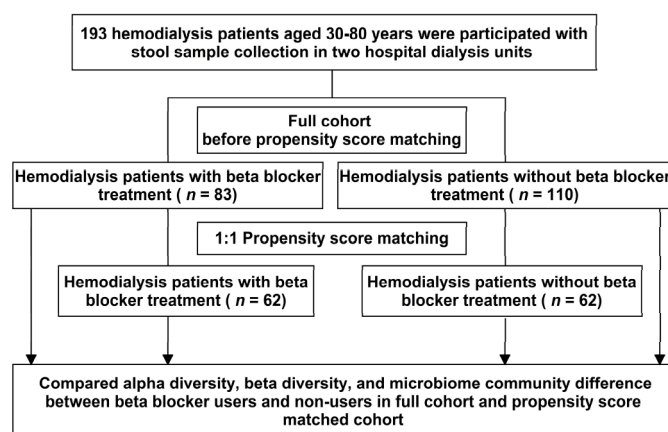 193 hemodialysis patients aged 30-80 years were participated with
stool sample collection in two hospital dialysis units
Full cohort
before propensity score matching
Hemodialysis patients with beta blocker
treatment ( n = 83)
Hemodialysis patients without beta blocker
treatment ( n = 110)
1:1 Propensity score matching
Hemodialysis patients with beta
blocker treatment ( n = 62)
Hemodialysis patients without beta
blocker treatment ( n = 62)
Compared alpha diversity, beta diversity, and microbiome community difference
between beta blocker users and non-users in full cohort and propensity score
matched cohort